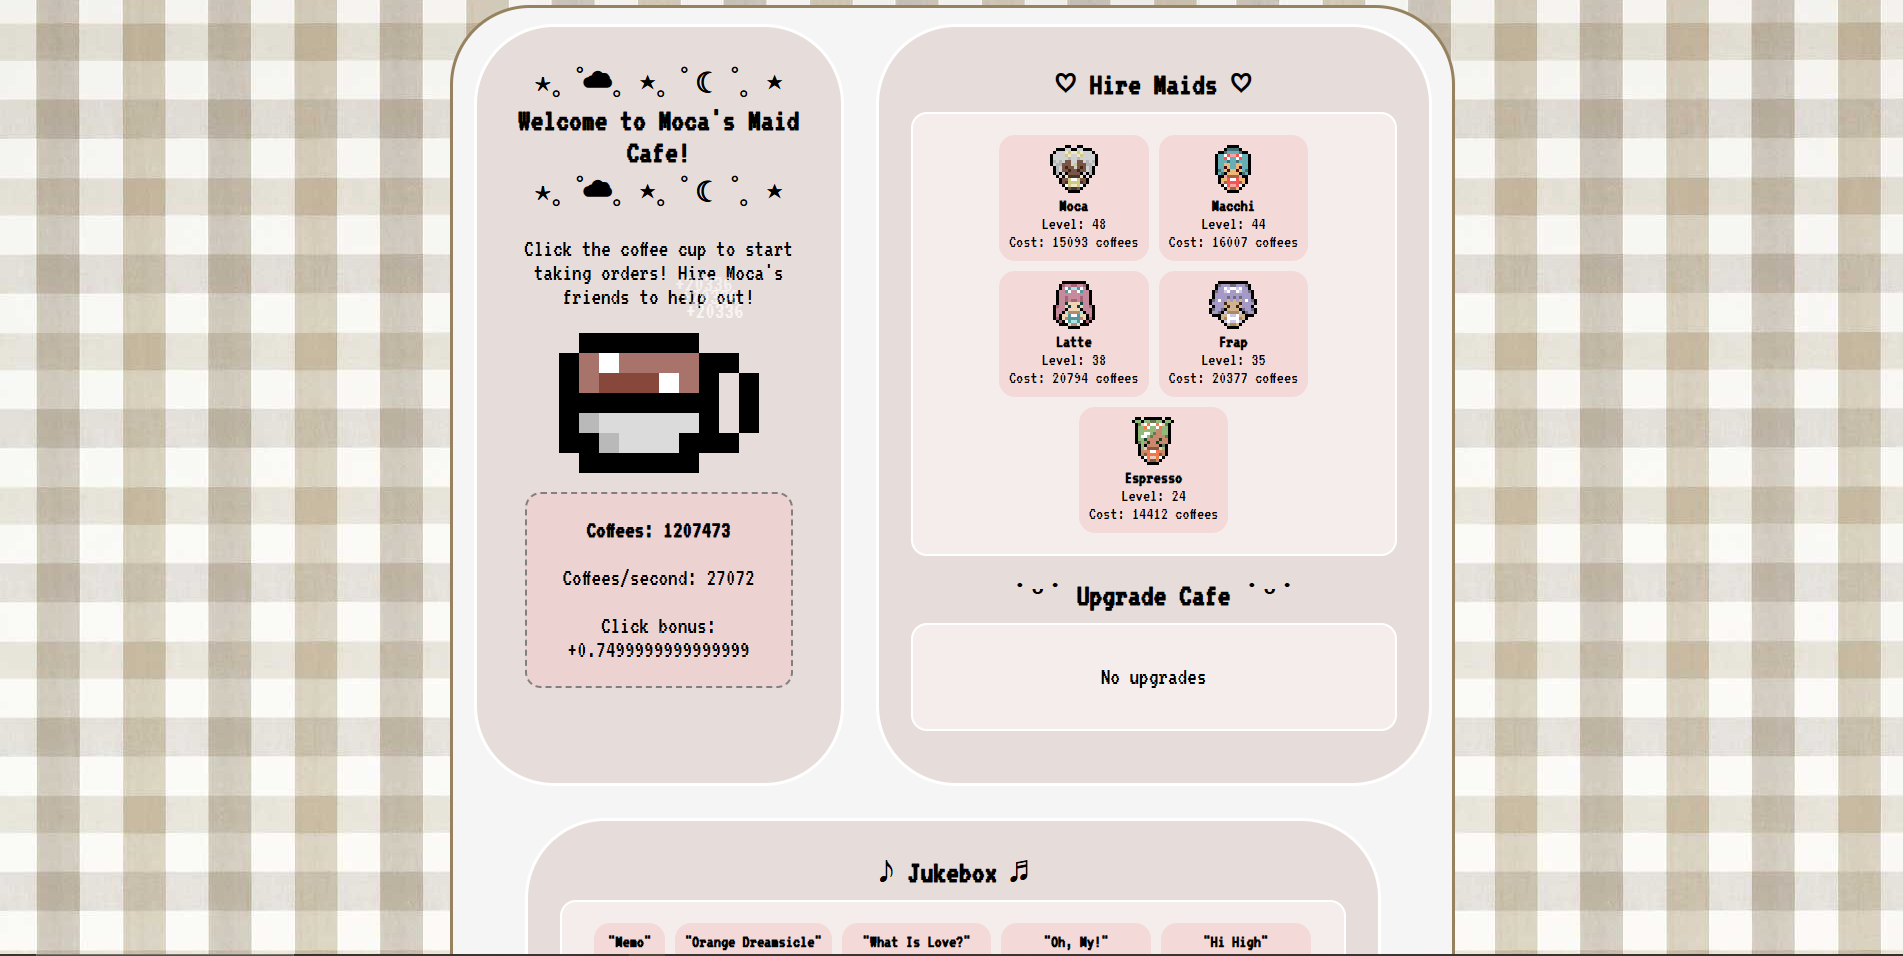 ★。˚☁。★。˚☾˚。★
Welcome to Moca's Maid
Cafe!
★。˚☁。★。˚☾˚。★
Click the coffee cup to start
taking orders! Hire Moca's
friends to help out!
+20336
+20336
Coffees: 1207473
Coffees/second: 27072
Click bonus:
+0.7499999999999999
♡ Hire Maids ♡
Moca
Level: 48
Cost: 15093 coffees
Macchi
Level: 44
Cost: 16007 coffees
Latte
Level: 38
Cost: 20794 coffees
Frap
Level: 35
Cost: 20377 coffees
Espresso
Level: 24
Cost: 14412 coffees
˙ᵕ˙ Upgrade Cafe ˙ᵕ˙
No upgrades
♪ Jukebox ♬
"Nemo"
"Orange Dreamsicle"
"What Is Love?"
"Oh, My!"
"Hi High"